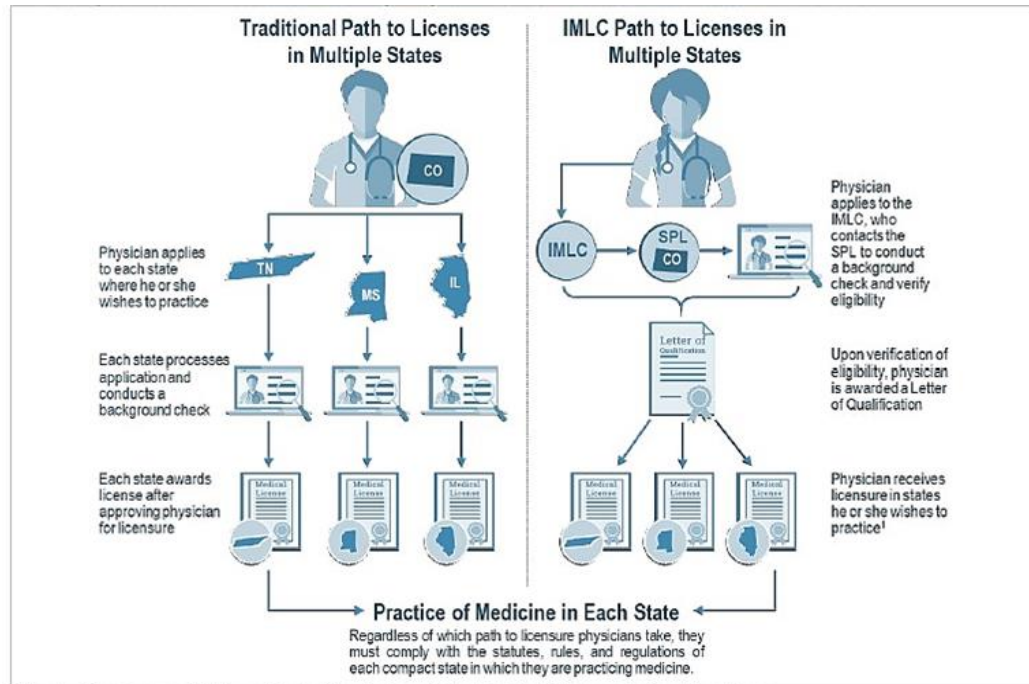 Traditional Path to Licenses
in Multiple States
CO
Physician applies
to each state
where he or she
wishes to practice
TN
MS
IL
Each state processes
application and
conducts a
background check
Each state awards
license after
approving physician
for licensure
Medical
License
Medical
License
Medical
License
IMLC Path to Licenses in
Multiple States
IMLC
SPL
CO
Physician
applies to the
IMLC, who
contacts the
SPL to conduct
a background
check and verify
eligibility
Letter of
Qualification
Upon verification of
eligibility, physician
is awarded a Letter
of Qualification
Medical
License
Medical
License
Medical
License
Physician receives
licensure in states
he or she wishes to
practice¹
Practice of Medicine in Each State
Regardless of which path to licensure physicians take, they
must comply with the statutes, rules, and regulations of
each compact state in which they are practicing medicine.